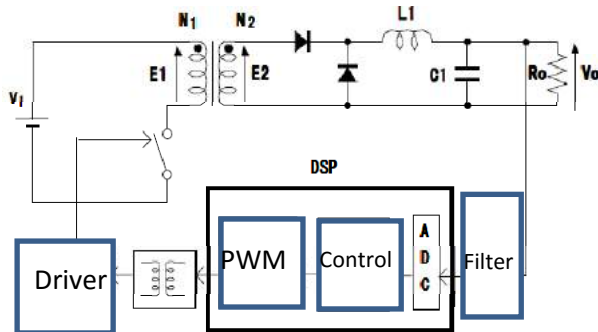 N1 N2 L1
E1 E2 C1 Ro Vo
Vi
DSP
Driver PWM Control A D C Filter